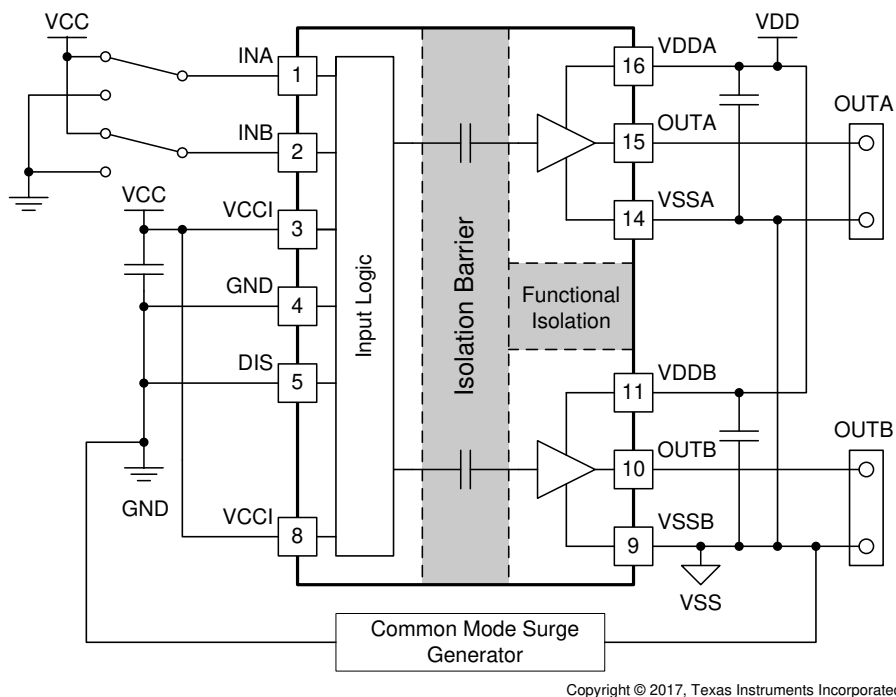 VCC
VDD
INA
1
16
VDDA
OUTA
OUTA
15
INB
2
VCC
VCCI
3
14
VSSA
Input Logic
Isolation Barrier
Functional
Isolation
GND
4
DIS
5
11
VDDB
OUTB
OUTB
10
GND
VCCI
8
9
VSSB
VSS
Common Mode Surge
Generator
Copyright © 2017, Texas Instruments Incorporated